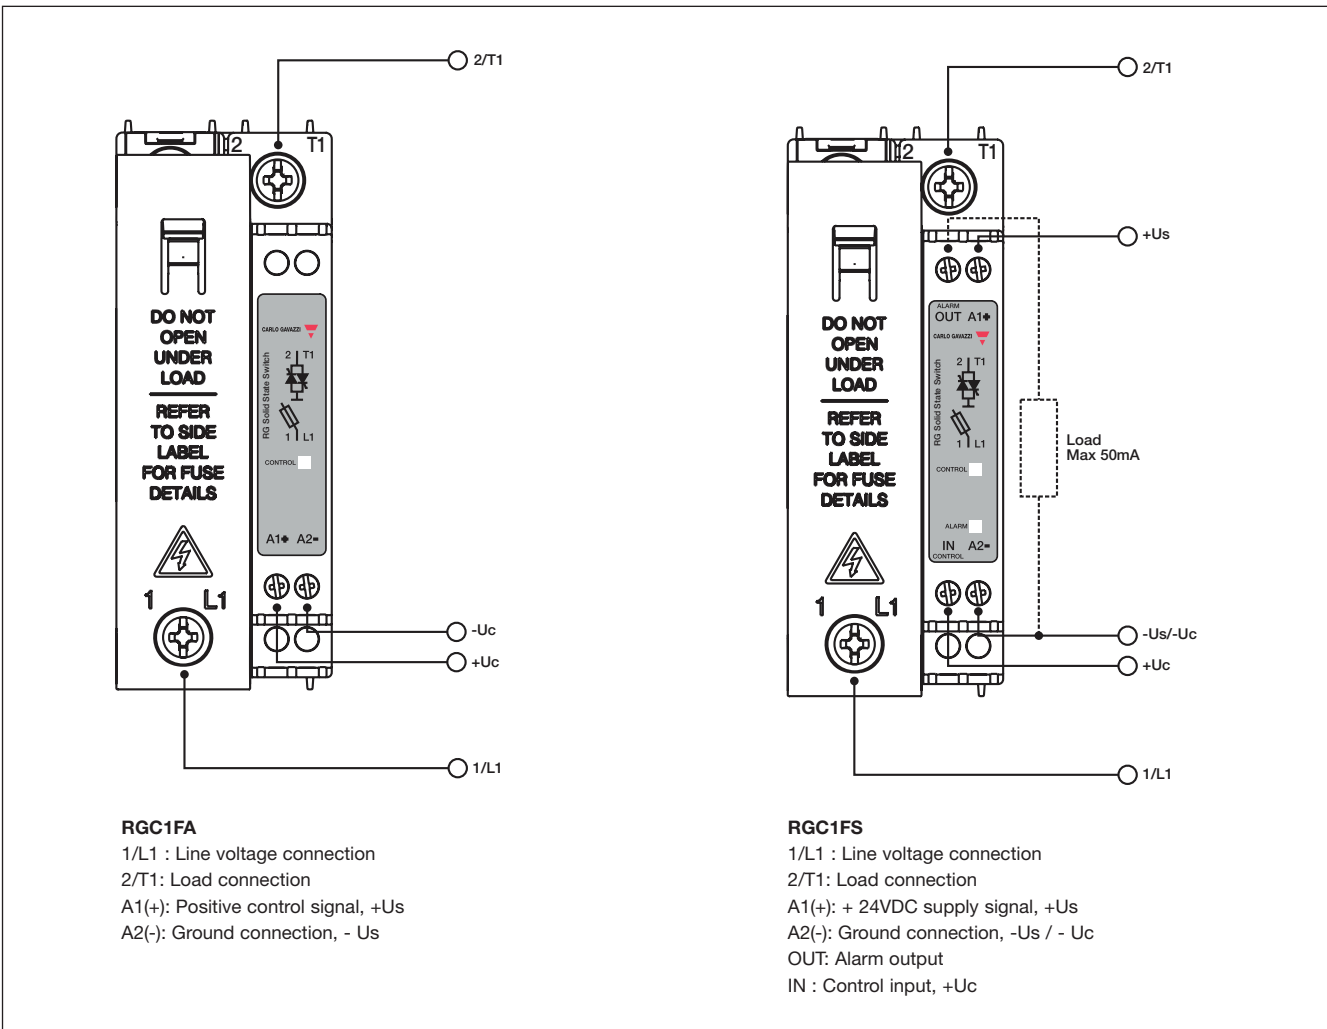 2/T1
2 T1
DO NOT
OPEN
UNDER
LOAD
REFER
TO SIDE
LABEL
FOR FUSE
DETAILS
1 L1
CARLO GAVAZZI
RG Solid State Switch
2 T1
1 L1
CONTROL
A1+ A2-
-Uc
+Uc
1/L1
RGC1FA
1/L1 : Line voltage connection
2/T1: Load connection
A1(+): Positive control signal, +Us
A2(-): Ground connection, - Us
2/T1
2 T1
+Us
DO NOT
OPEN
UNDER
LOAD
REFER
TO SIDE
LABEL
FOR FUSE
DETAILS
1 L1
ALARM
OUT A1+
CARLO GAVAZZI
RG Solid State Switch
2 T1
1 L1
CONTROL
ALARM
IN A2-
CONTROL
Load
Max 50mA
-Us/-Uc
+Uc
1/L1
RGC1FS
1/L1 : Line voltage connection
2/T1: Load connection
A1(+): + 24VDC supply signal, +Us
A2(-): Ground connection, -Us / - Uc
OUT: Alarm output
IN : Control input, +Uc